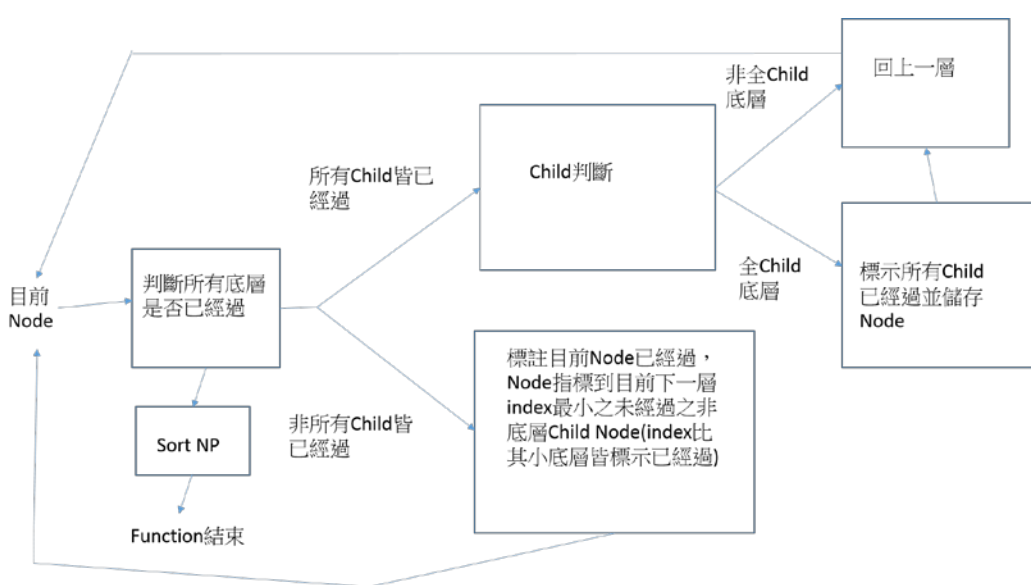 回上一層
非全Child
底層
Child判斷
所有Child皆已
經過
全Child
底層
標示所有Child
已經過並儲存
Node
目前
Node
判斷所有底層
是否已經過
標註目前Node已經過，
Node指標到目前下一層
index最小之未經過之非
底層Child Node(index比
其小底層皆標示已經過)
非所有Child皆
已經過
Sort NP
Function結束